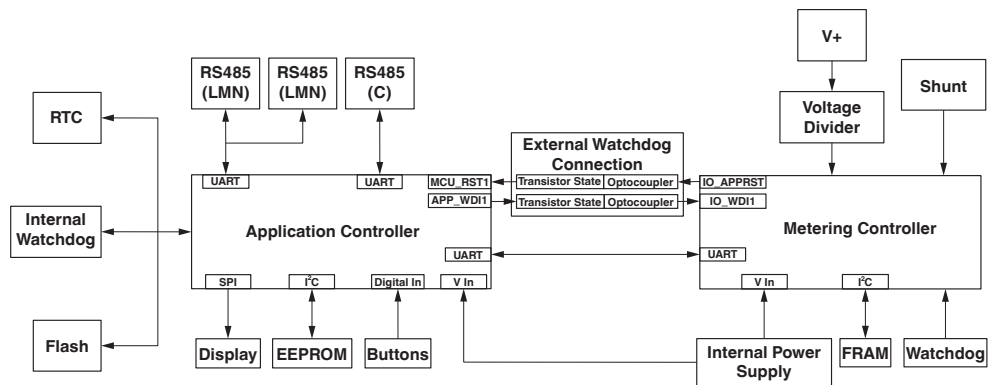 V+
RS485
(LMN)
RS485
(LMN)
RS485
(C)
Shunt
RTC
Voltage
Divider
External Watchdog
Connection
UART
UART
MCU_RST1
Transistor State
Optocoupler
IO_APPRST
APP_WDI1
Transistor State
Optocoupler
IO_WDI1
Internal
Watchdog
Application Controller
Metering Controller
UART
UART
SPI
I²C
Digital In
V In
V In
I²C
Flash
Display
EEPROM
Buttons
Internal Power
Supply
FRAM
Watchdog